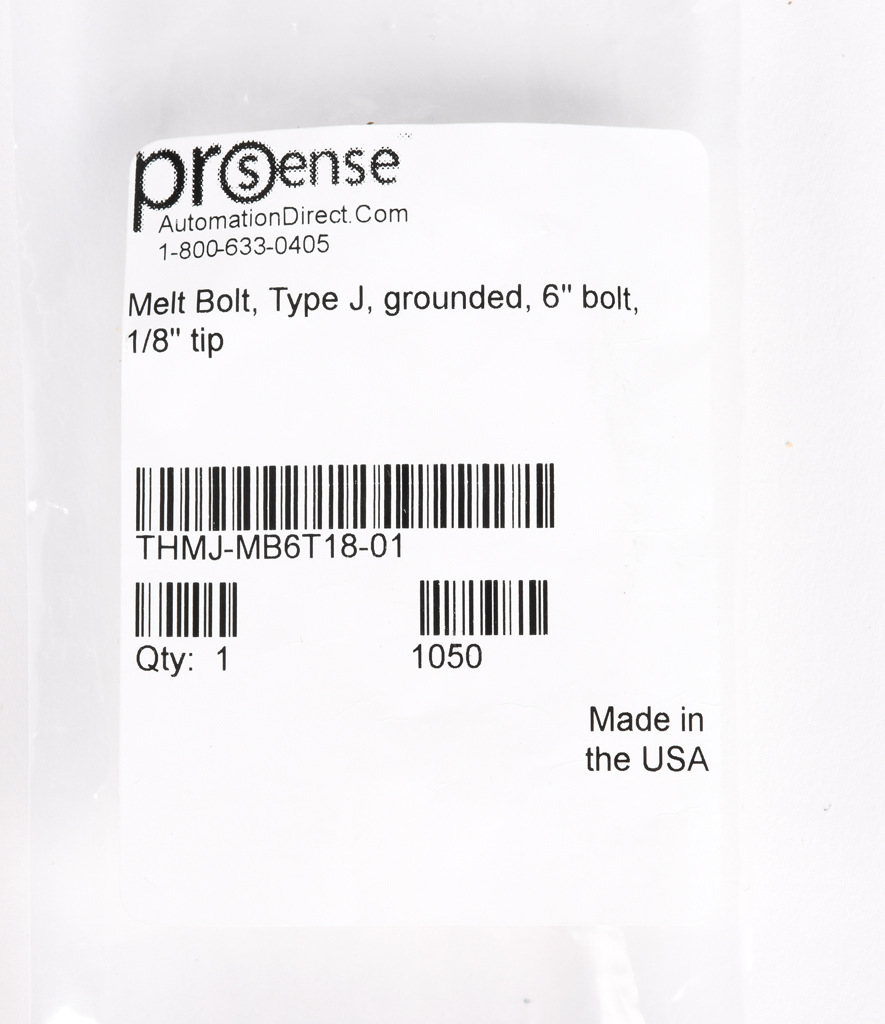 prosense
AutomationDirect.Com
1-800-633-0405
Melt Bolt, Type J, grounded, 6" bolt,
1/8" tip
THMJ-MB6T18-01
Qty: 1 1050
Made in
the USA